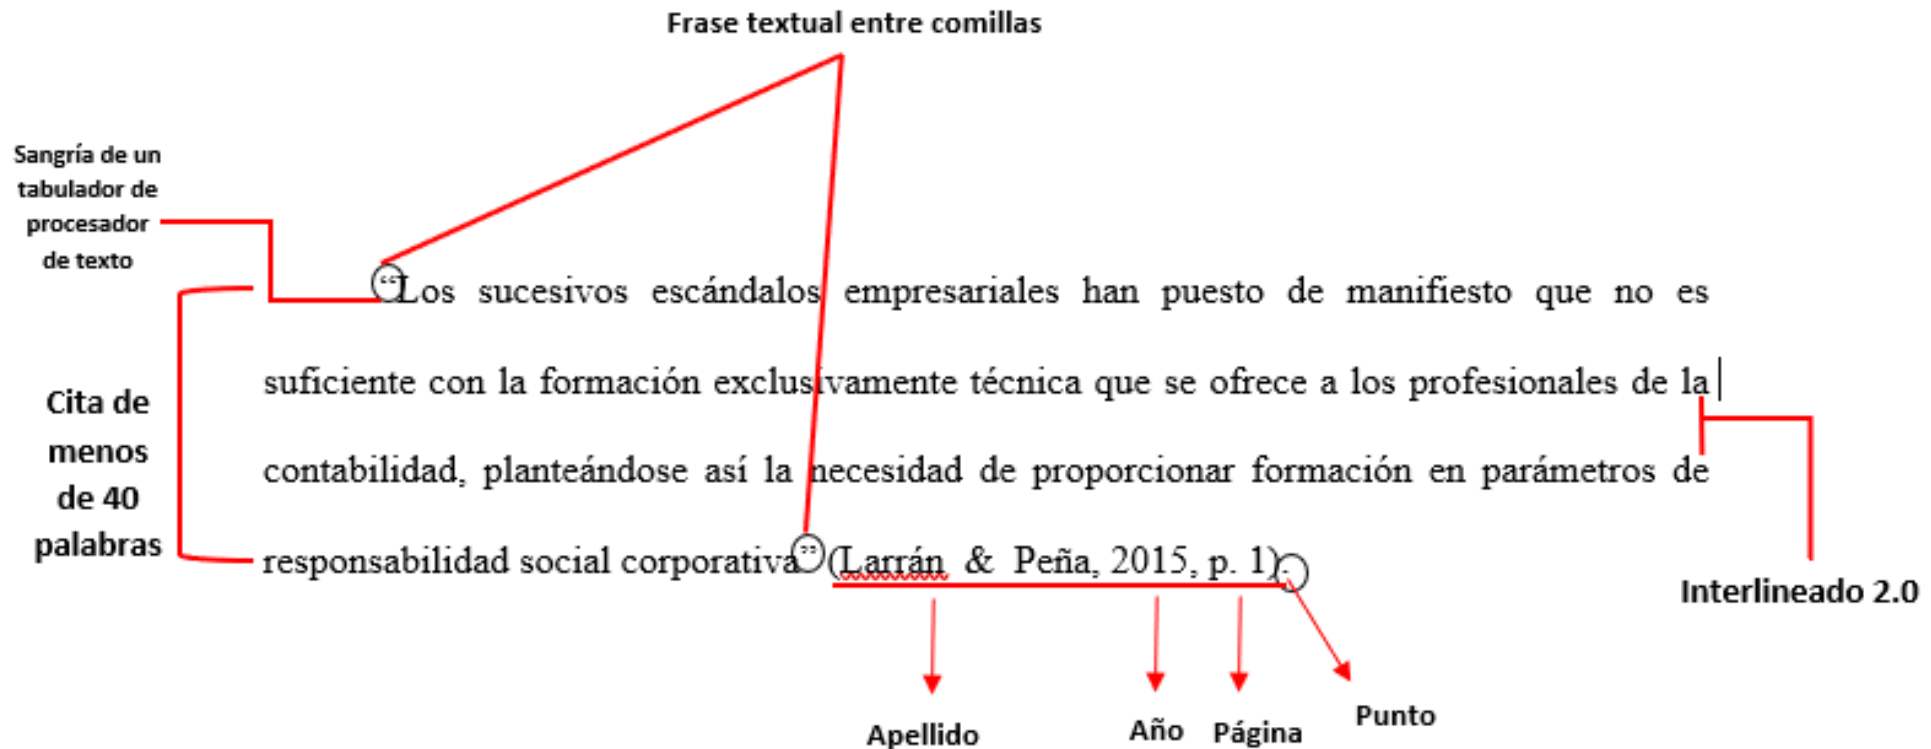 Frase textual entre comillas
Sangría de un
tabulador de
procesador
de texto
“Los sucesivos escándalos empresariales han puesto de manifiesto que no es
suficiente con la formación exclusivamente técnica que se ofrece a los profesionales de la
contabilidad, planteándose así la necesidad de proporcionar formación en parámetros de
responsabilidad social corporativa” (Larrán & Peña, 2015, p. 1).
Cita de
menos
de 40
palabras
Interlineado 2.0
Apellido
Año
Página
Punto